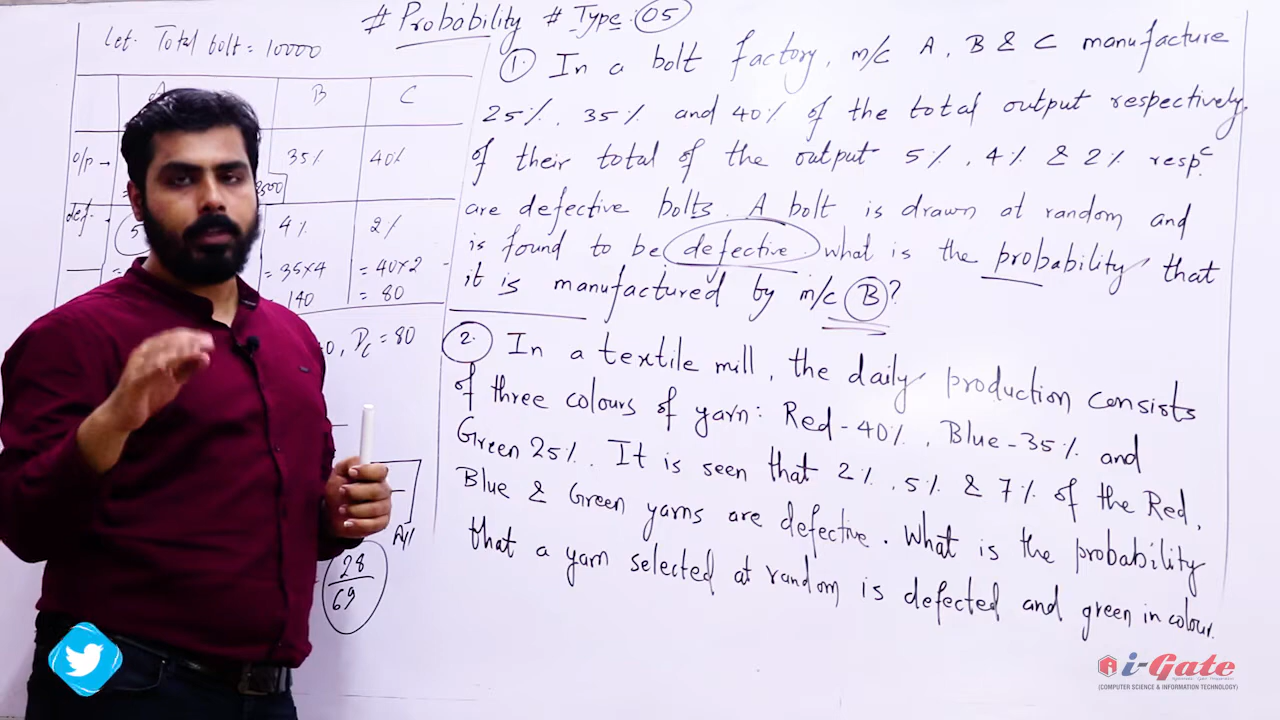 # Probability # Type: 05
Let Total bolt = 10000
B C
o/p → 35% 40%
2500
def. 5 4% 2%
= 35×4 = 40×2
140 = 80
0, D_C = 80
All
28
69
1. In a bolt factory, m/c A, B & C manufacture
25%, 35% and 40% of the total output respectively.
of their total of the output 5%, 4% & 2% resp.
are defective bolts. A bolt is drawn at random and
is found to be defective. what is the probability that
it is manufactured by m/c B?
2. In a textile mill, the daily production consists
of three colours of yarn: Red - 40%, Blue - 35% and
Green 25%. It is seen that 2%, 5% & 7% of the Red,
Blue & Green yarns are defective. What is the probability
that a yarn selected at random is defected and green in colour.
i-Gate
(COMPUTER SCIENCE & INFORMATION TECHNOLOGY)